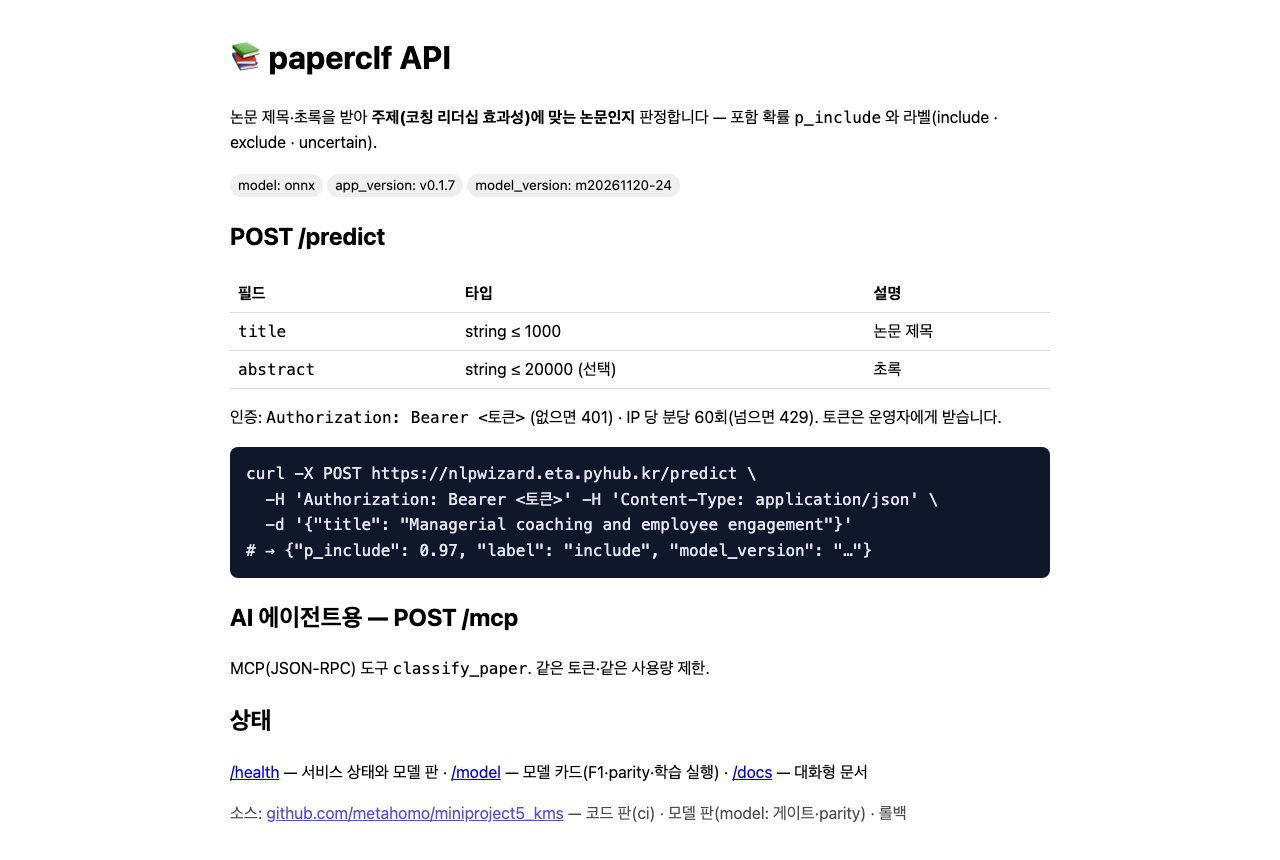 📚 paperclf API
논문 제목·초록을 받아 주제(코칭 리더십 효과성)에 맞는 논문인지 판정합니다 — 포함 확률 p_include 와 라벨(include ·
exclude · uncertain).
model: onnx app_version: v0.1.7 model_version: m20261120-24
POST /predict
필드 타입 설명
title string ≤ 1000 논문 제목
abstract string ≤ 20000 (선택) 초록
인증: Authorization: Bearer <토큰> (없으면 401) · IP 당 분당 60회(넘으면 429). 토큰은 운영자에게 받습니다.
curl -X POST https://nlpwizard.eta.pyhub.kr/predict \
  -H 'Authorization: Bearer <토큰>' -H 'Content-Type: application/json' \
  -d '{"title": "Managerial coaching and employee engagement"}'
# → {"p_include": 0.97, "label": "include", "model_version": "…"}
AI 에이전트용 — POST /mcp
MCP(JSON-RPC) 도구 classify_paper. 같은 토큰·같은 사용량 제한.
상태
/health — 서비스 상태와 모델 판 · /model — 모델 카드(F1·parity·학습 실행) · /docs — 대화형 문서
소스: github.com/metahomo/miniproject5_kms — 코드 판(ci) · 모델 판(model: 게이트·parity) · 롤백